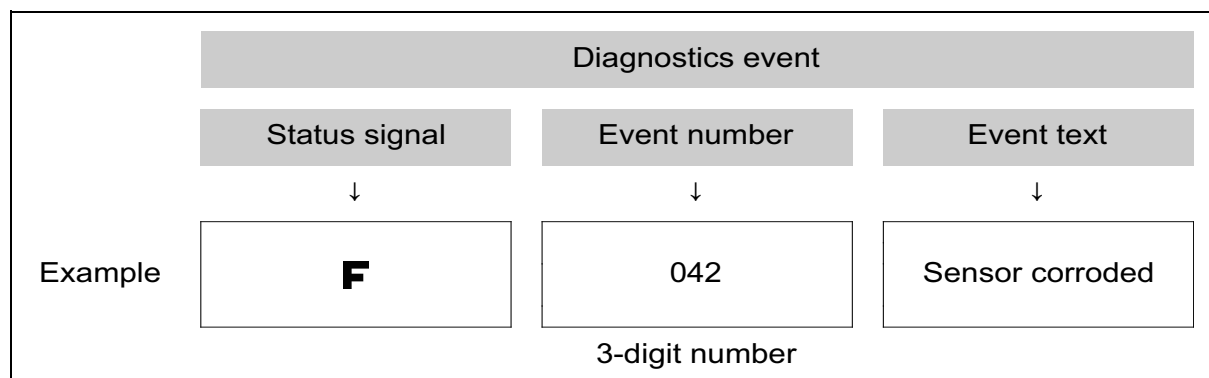 Diagnostics event
Status signal Event number Event text
↓ ↓ ↓
Example F 042 Sensor corroded
3-digit number